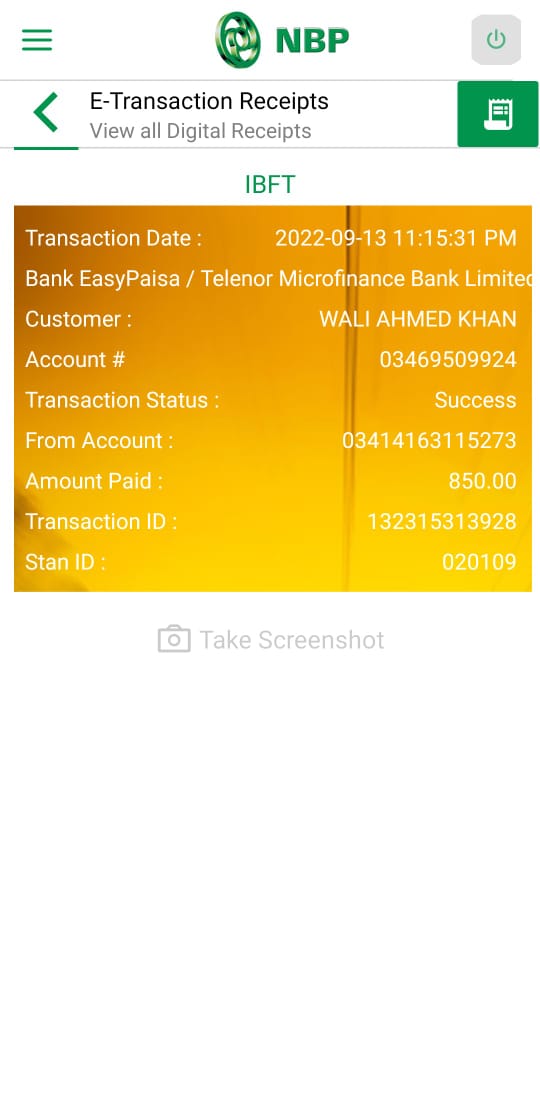 NBP
E-Transaction Receipts
View all Digital Receipts
IBFT
Transaction Date : 2022-09-13 11:15:31 PM
Bank EasyPaisa / Telenor Microfinance Bank Limited
Customer : WALI AHMED KHAN
Account # 03469509924
Transaction Status : Success
From Account : 03414163115273
Amount Paid : 850.00
Transaction ID : 132315313928
Stan ID : 020109
Take Screenshot